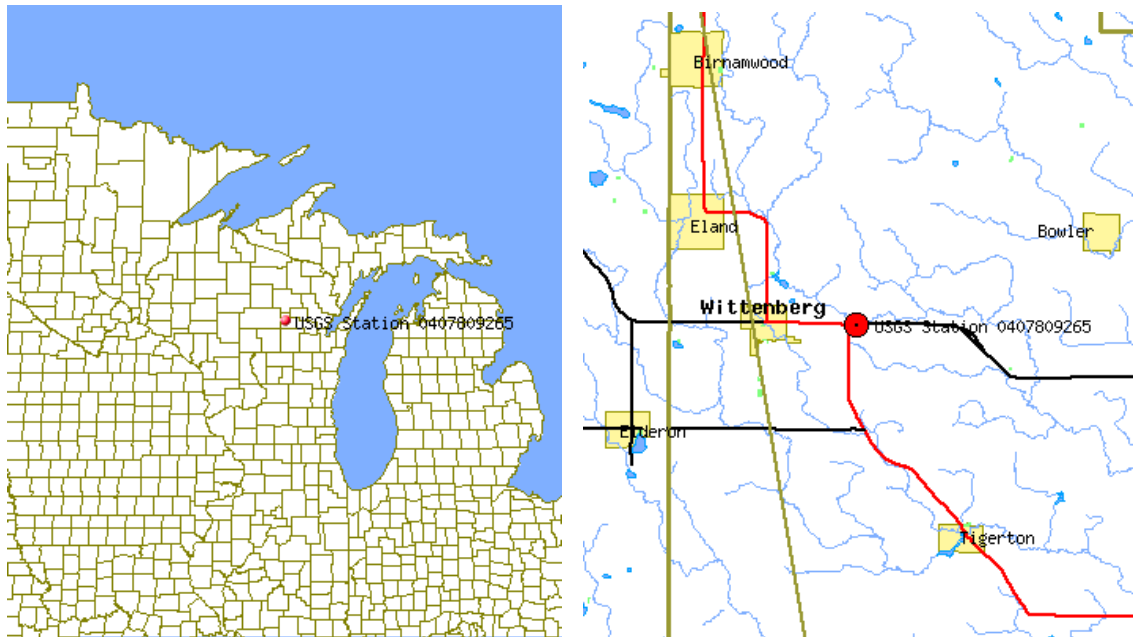 USGS Station 0407809265
Birnamwood
Eland
Bowler
Wittenberg
USGS Station 0407809265
Elderon
Tigerton